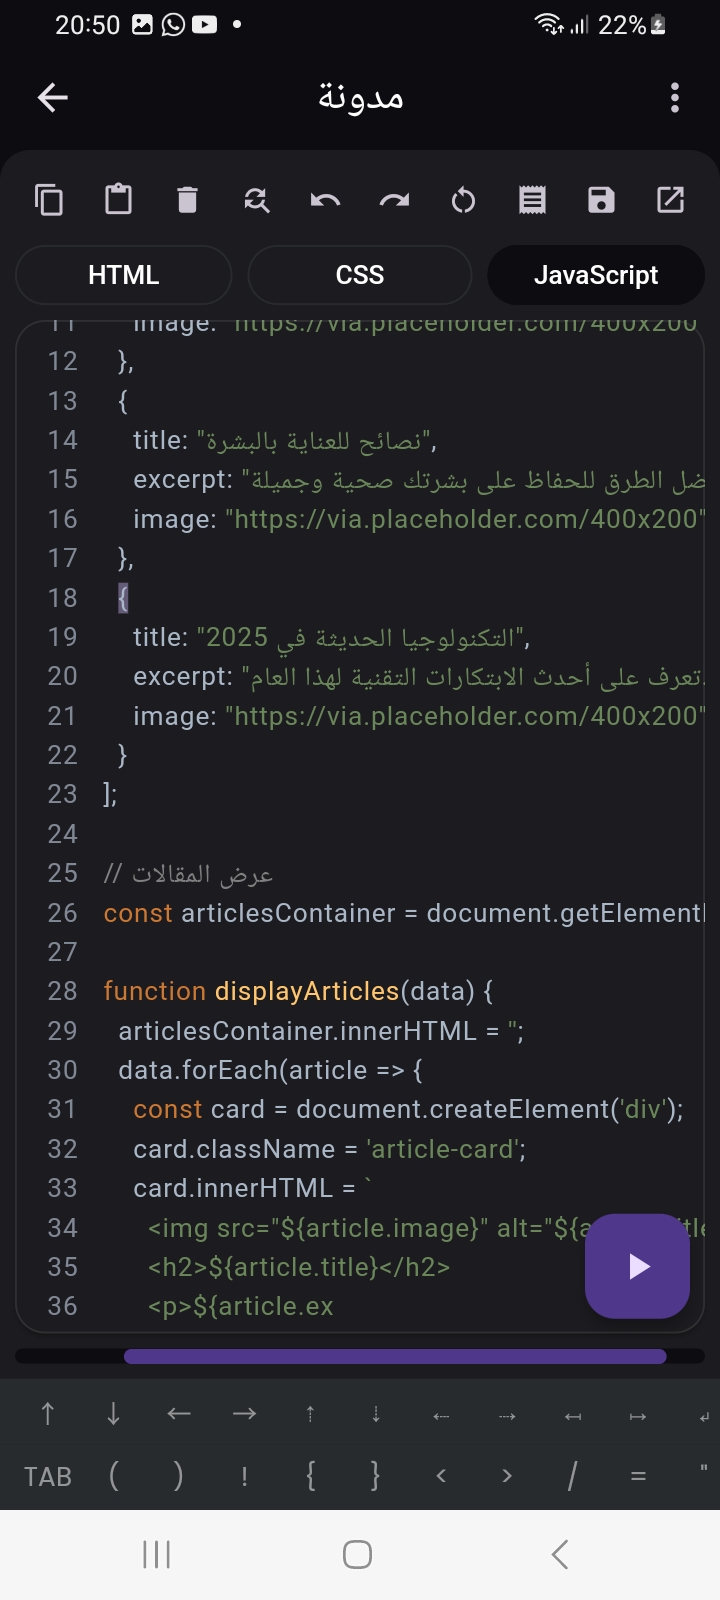 20:50
22%
مدونة
HTML CSS JavaScript
11 image: "https://via.placeholder.com/400x200
12 },
13 {
14 title: "نصائح للعناية بالبشرة",
15 excerpt: "ضل الطرق للحفاظ على بشرتك صحية وجميلة
16 image: "https://via.placeholder.com/400x200"
17 },
18 {
19 title: "التكنولوجيا الحديثة في 2025",
20 excerpt: "تعرف على أحدث الابتكارات التقنية لهذا العام.
21 image: "https://via.placeholder.com/400x200"
22 }
23 ];
24
25 // عرض المقالات
26 const articlesContainer = document.getElement
27
28 function displayArticles(data) {
29 articlesContainer.innerHTML = '';
30 data.forEach(article => {
31 const card = document.createElement('div');
32 card.className = 'article-card';
33 card.innerHTML = `
34 <img src="${article.image}" alt="${a
35 <h2>${article.title}</h2>
36 <p>${article.ex
↑ ↓ ← → ⇡ ⇣ ⇠ ⇢ ↤ ↦ ↲
TAB ( ) ! { } < > / = "